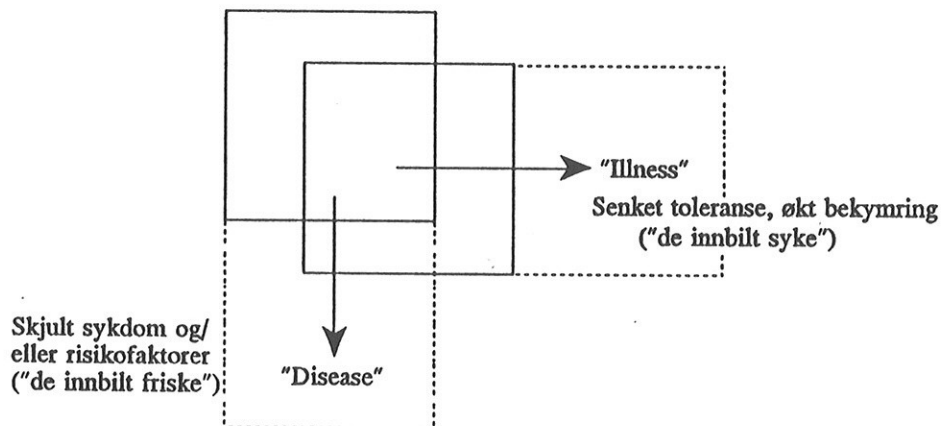 "Illness"
Senket toleranse, økt bekymring
("de innbilt syke")
Skjult sykdom og/
eller risikofaktorer
("de innbilt friske")
"Disease"